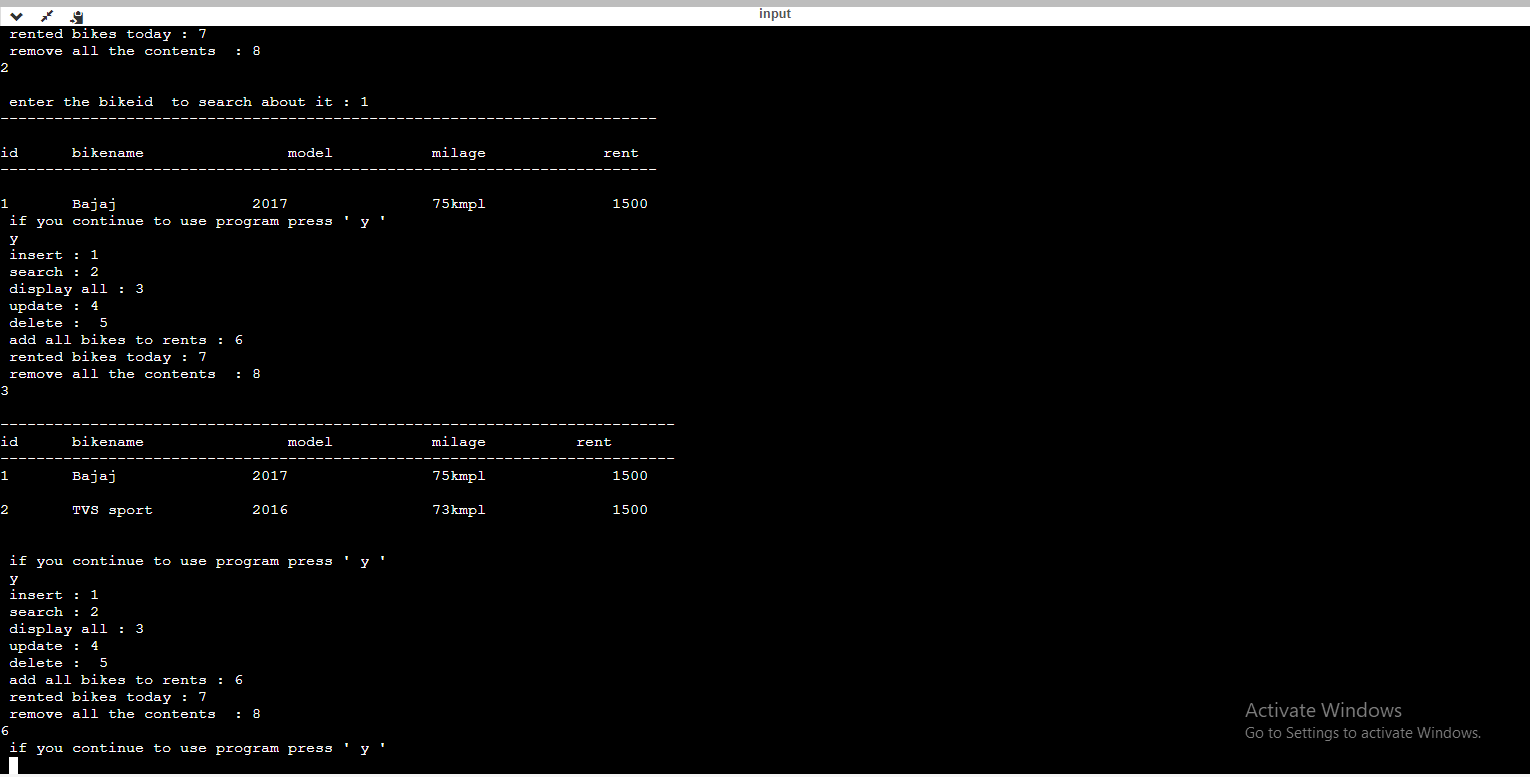 input
rented bikes today : 7
remove all the contents  : 8
2
enter the bikeid  to search about it : 1
-------------------------------------------------------------------------
id      bikename                model           milage             rent
-------------------------------------------------------------------------
1       Bajaj               2017                75kmpl              1500
if you continue to use program press ' y '
y
insert : 1
search : 2
display all : 3
update : 4
delete :  5
add all bikes to rents : 6
rented bikes today : 7
remove all the contents  : 8
3
---------------------------------------------------------------------------
id      bikename                model           milage          rent
---------------------------------------------------------------------------
1       Bajaj               2017                75kmpl              1500
2       TVS sport           2016                73kmpl              1500
if you continue to use program press ' y '
y
insert : 1
search : 2
display all : 3
update : 4
delete :  5
add all bikes to rents : 6
rented bikes today : 7
remove all the contents  : 8
6
if you continue to use program press ' y '
Activate Windows
Go to Settings to activate Windows.